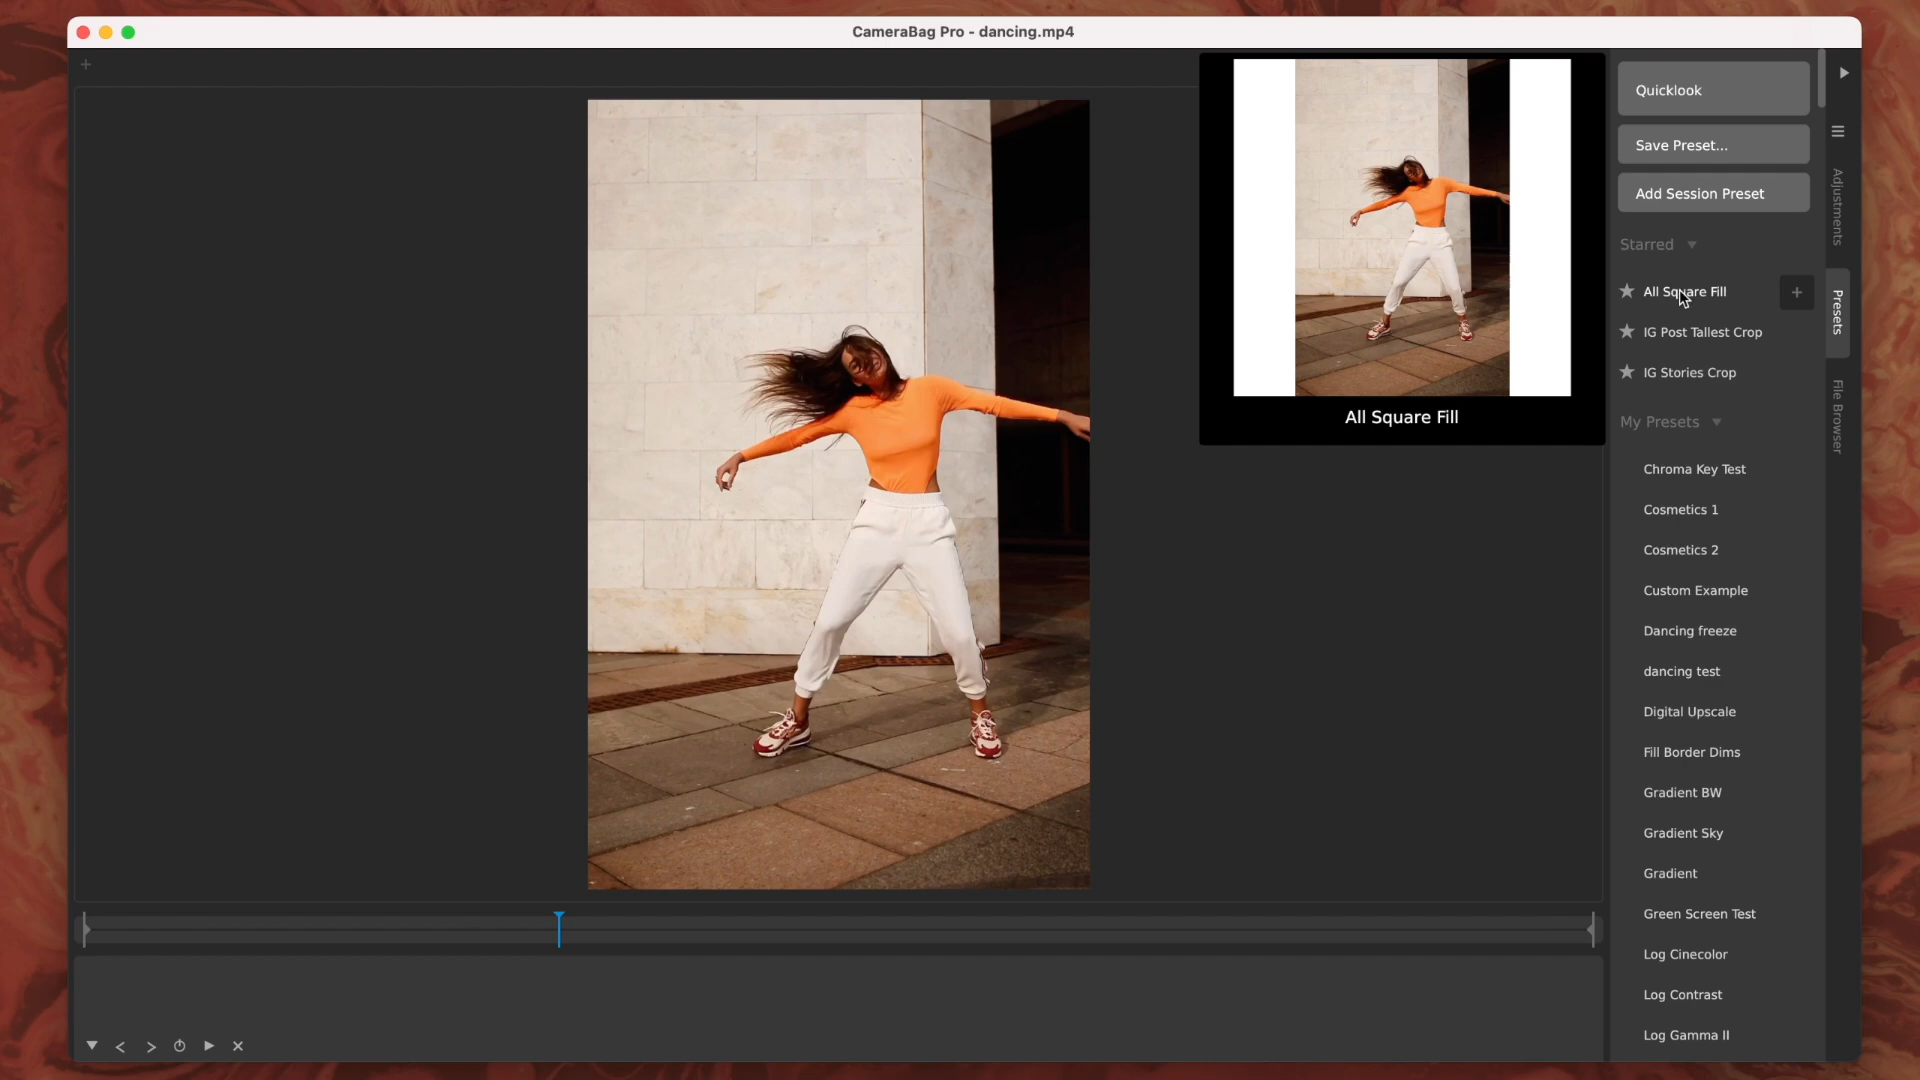 CameraBag Pro - dancing.mp4
All Square Fill
Quicklook
Save Preset...
Add Session Preset
Starred
All Square Fill
IG Post Tallest Crop
IG Stories Crop
My Presets
Chroma Key Test
Cosmetics 1
Cosmetics 2
Custom Example
Dancing freeze
dancing test
Digital Upscale
Fill Border Dims
Gradient BW
Gradient Sky
Gradient
Green Screen Test
Log Cinecolor
Log Contrast
Log Gamma II
Adjustments
Presets
File Browser